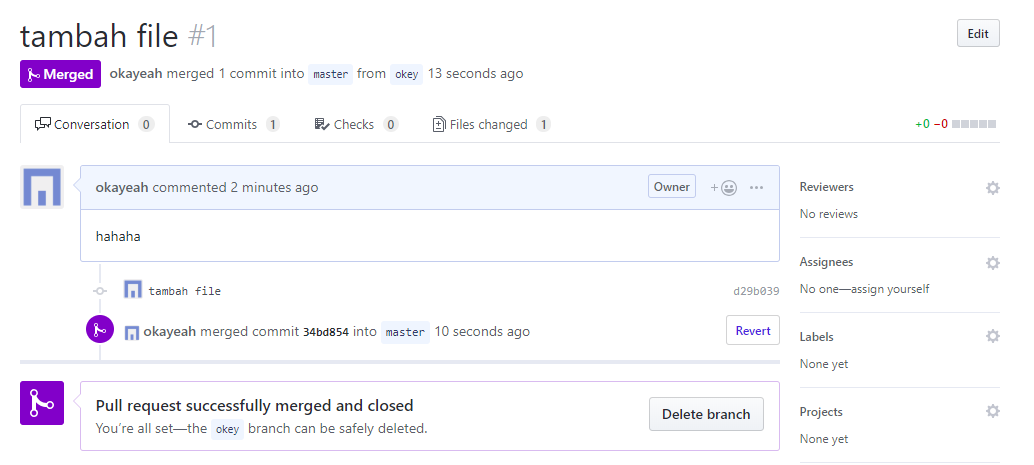 tambah file #1
Edit
Merged okayeah merged 1 commit into master from okey 13 seconds ago
Conversation 0 Commits 1 Checks 0 Files changed 1 +0 −0
okayeah commented 2 minutes ago Owner +
hahaha
tambah file d29b039
okayeah merged commit 34bd854 into master 10 seconds ago Revert
Pull request successfully merged and closed
You’re all set—the okey branch can be safely deleted.
Delete branch
Reviewers
No reviews
Assignees
No one—assign yourself
Labels
None yet
Projects
None yet